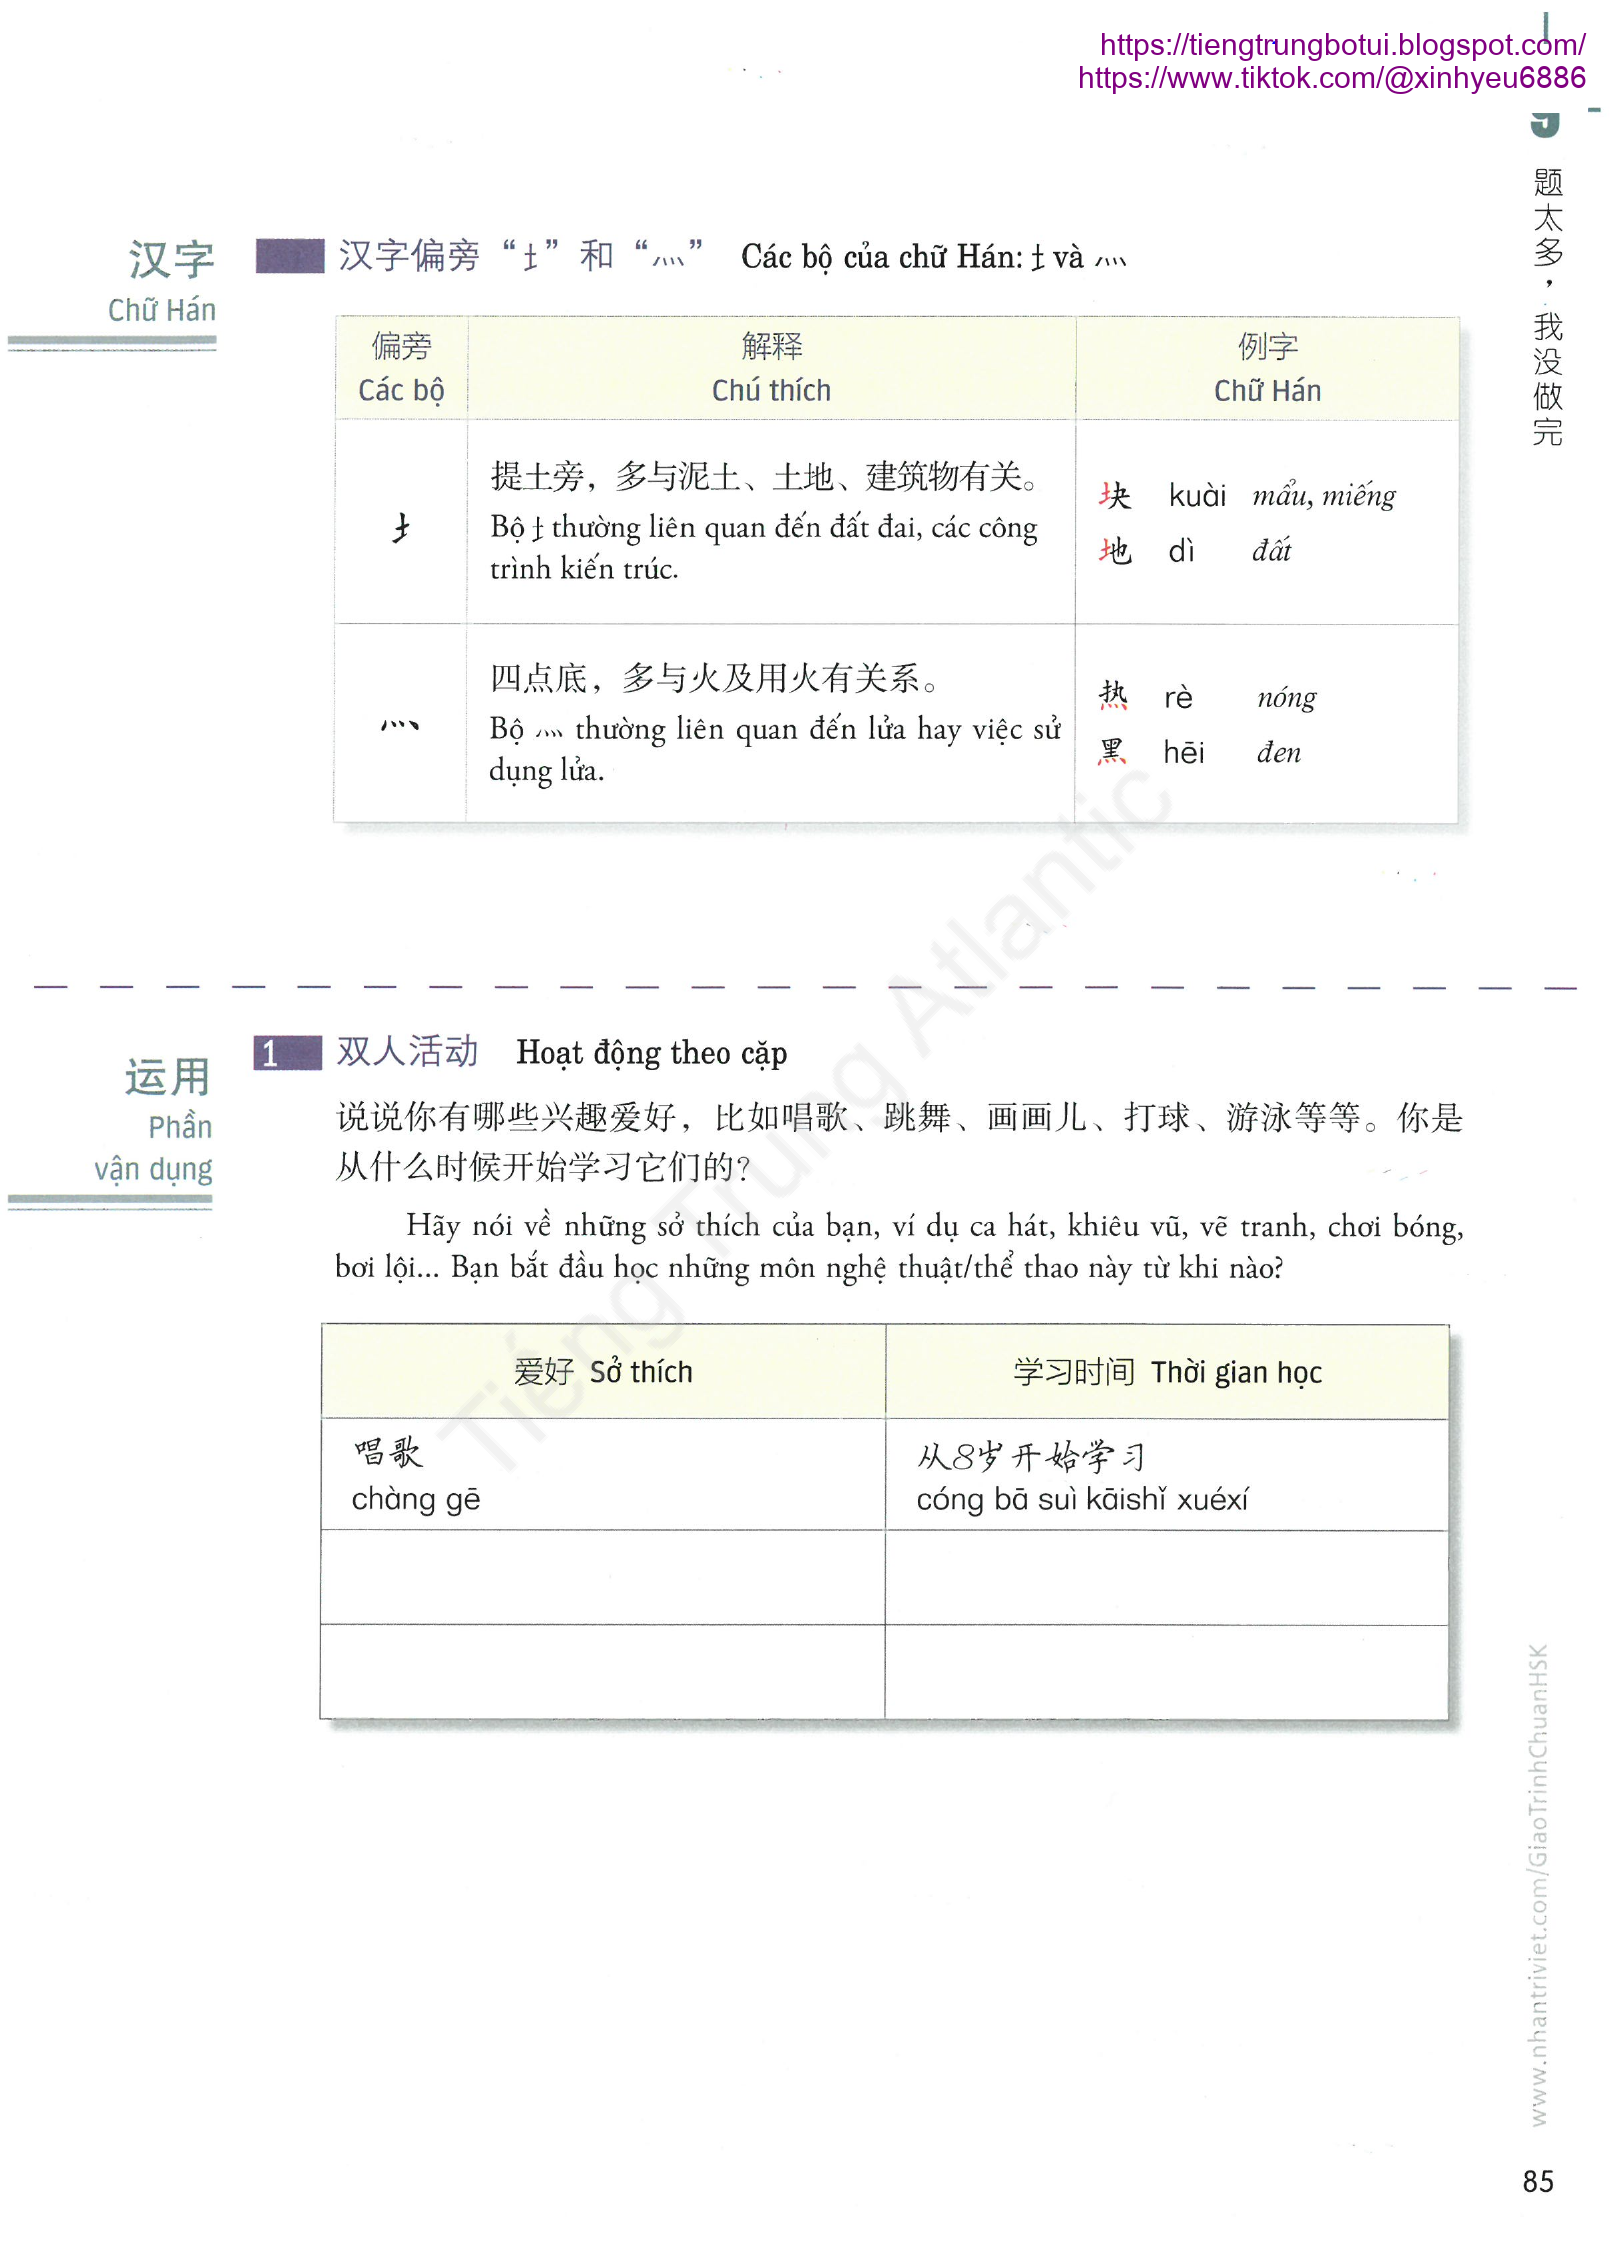 https://tiengtrungbotui.blogspot.com/
https://www.tiktok.com/@xinhyeu6886
9
题太多，我没做完
汉字
Chữ Hán
汉字偏旁“扌”和“灬” Các bộ của chữ Hán: 扌 và 灬
偏旁 解释 例字
Các bộ Chú thích Chữ Hán
提土旁，多与泥土、土地、建筑物有关。
Bộ 扌 thường liên quan đến đất đai, các công
trình kiến trúc.
块 kuài mẩu, miếng
地 dì đất
灬
四点底，多与火及用火有关系。
Bộ 灬 thường liên quan đến lửa hay việc sử
dụng lửa.
热 rè nóng
黑 hēi đen
运用
Phần
vận dụng
1 双人活动 Hoạt động theo cặp
说说你有哪些兴趣爱好，比如唱歌、跳舞、画画儿、打球、游泳等等。你是
从什么时候开始学习它们的？
Hãy nói về những sở thích của bạn, ví dụ ca hát, khiêu vũ, vẽ tranh, chơi bóng,
bơi lội... Bạn bắt đầu học những môn nghệ thuật/thể thao này từ khi nào?
爱好 Sở thích 学习时间 Thời gian học
唱歌 从8岁开始学习
chàng gē cóng bā suì kāishǐ xuéxí
Tiếng Trung Atlantic
www.nhantriviet.com/GiaoTrinhChuanHSK
85